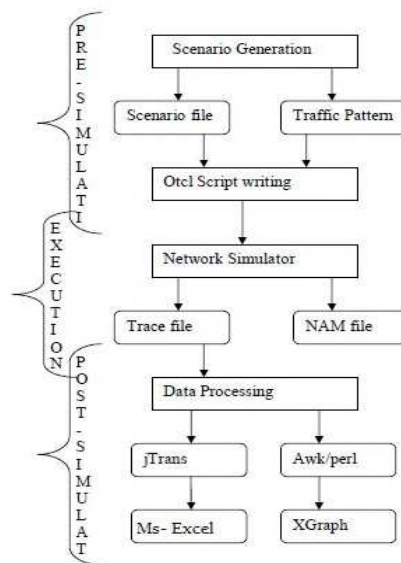 PRE-SIMULATI
Scenario Generation
Scenario file
Traffic Pattern
Otcl Script writing
EXECUTION
Network Simulator
Trace file
NAM file
POST-SIMULAT
Data Processing
jTrans
Awk/perl
Ms- Excel
XGraph